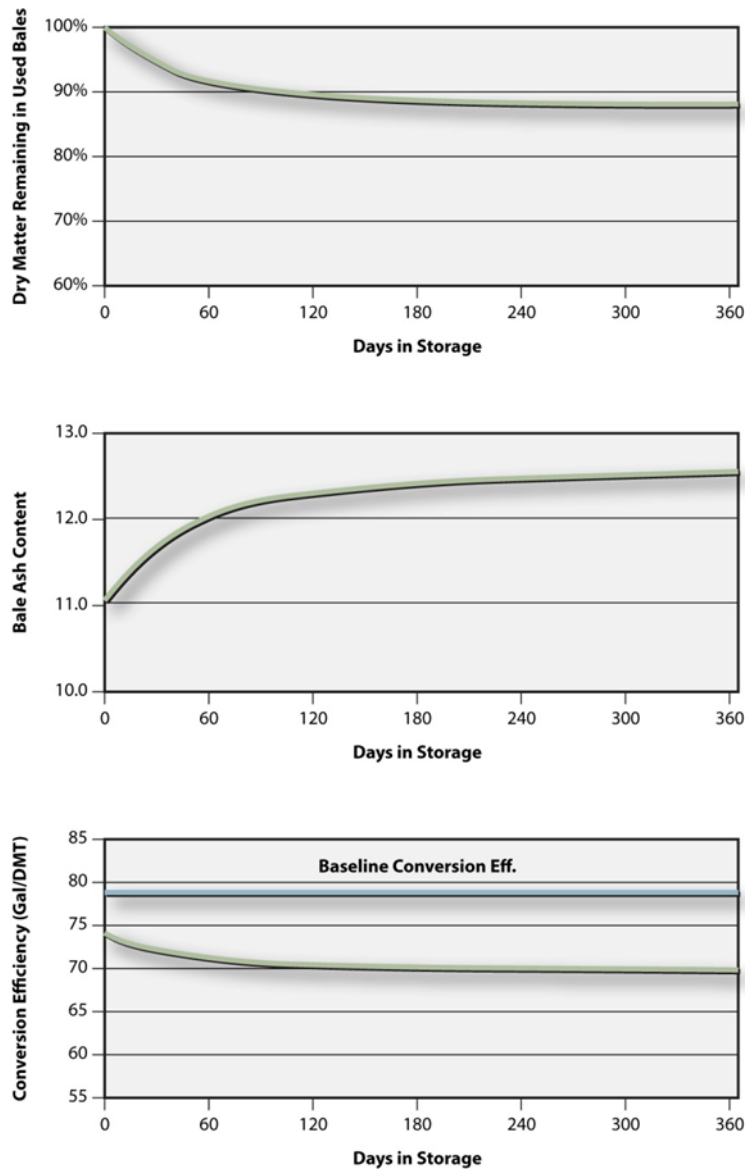 Dry Matter Remaining in Used Bales
100%
90%
80%
70%
60%
0 60 120 180 240 300 360
Days in Storage
Bale Ash Content
13.0
12.0
11.0
10.0
0 60 120 180 240 300 360
Days in Storage
Conversion Efficiency (Gal/DMT)
85
80
75
70
65
60
55
Baseline Conversion Eff.
0 60 120 180 240 300 360
Days in Storage